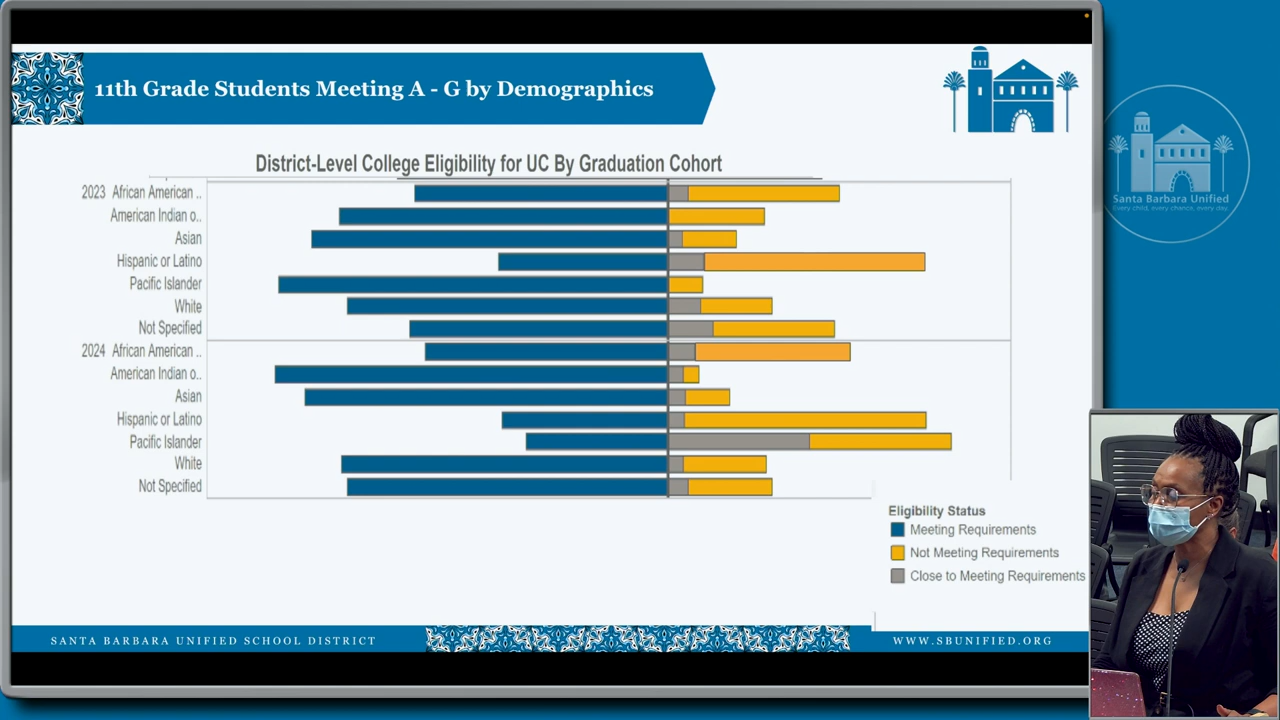 11th Grade Students Meeting A - G by Demographics
District-Level College Eligibility for UC By Graduation Cohort
2023 African American ..
American Indian o..
Asian
Hispanic or Latino
Pacific Islander
White
Not Specified
2024 African American ..
American Indian o..
Asian
Hispanic or Latino
Pacific Islander
White
Not Specified
Eligibility Status
Meeting Requirements
Not Meeting Requirements
Close to Meeting Requirements
SANTA BARBARA UNIFIED SCHOOL DISTRICT
WWW.SBUNIFIED.ORG
Santa Barbara Unified
Every child, every chance, every day.